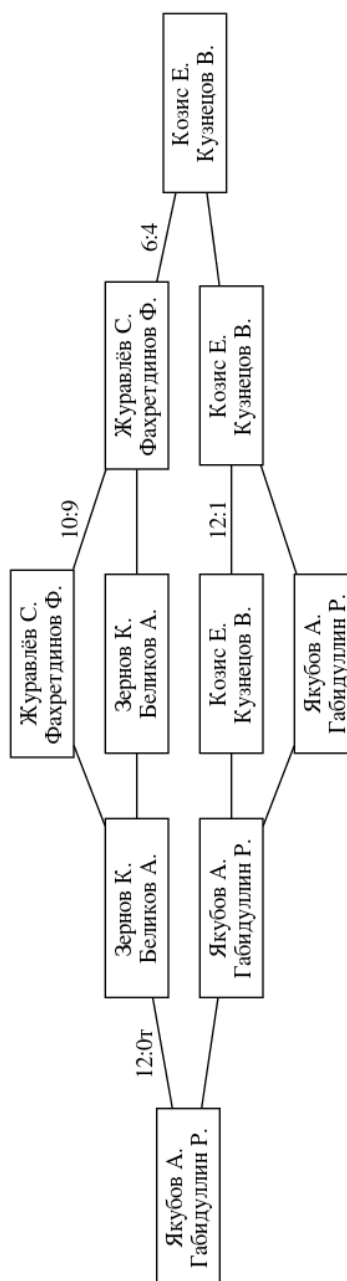 Журавлёв С.
Фахретдинов Ф.
10:9
12:0т
Зернов К.
Беликов А.
Зернов К.
Беликов А.
Журавлёв С.
Фахретдинов Ф.
6:4
Якубов А.
Габидуллин Р.
Козис Е.
Кузнецов В.
Якубов А.
Габидуллин Р.
Козис Е.
Кузнецов В.
12:1
Козис Е.
Кузнецов В.
Якубов А.
Габидуллин Р.